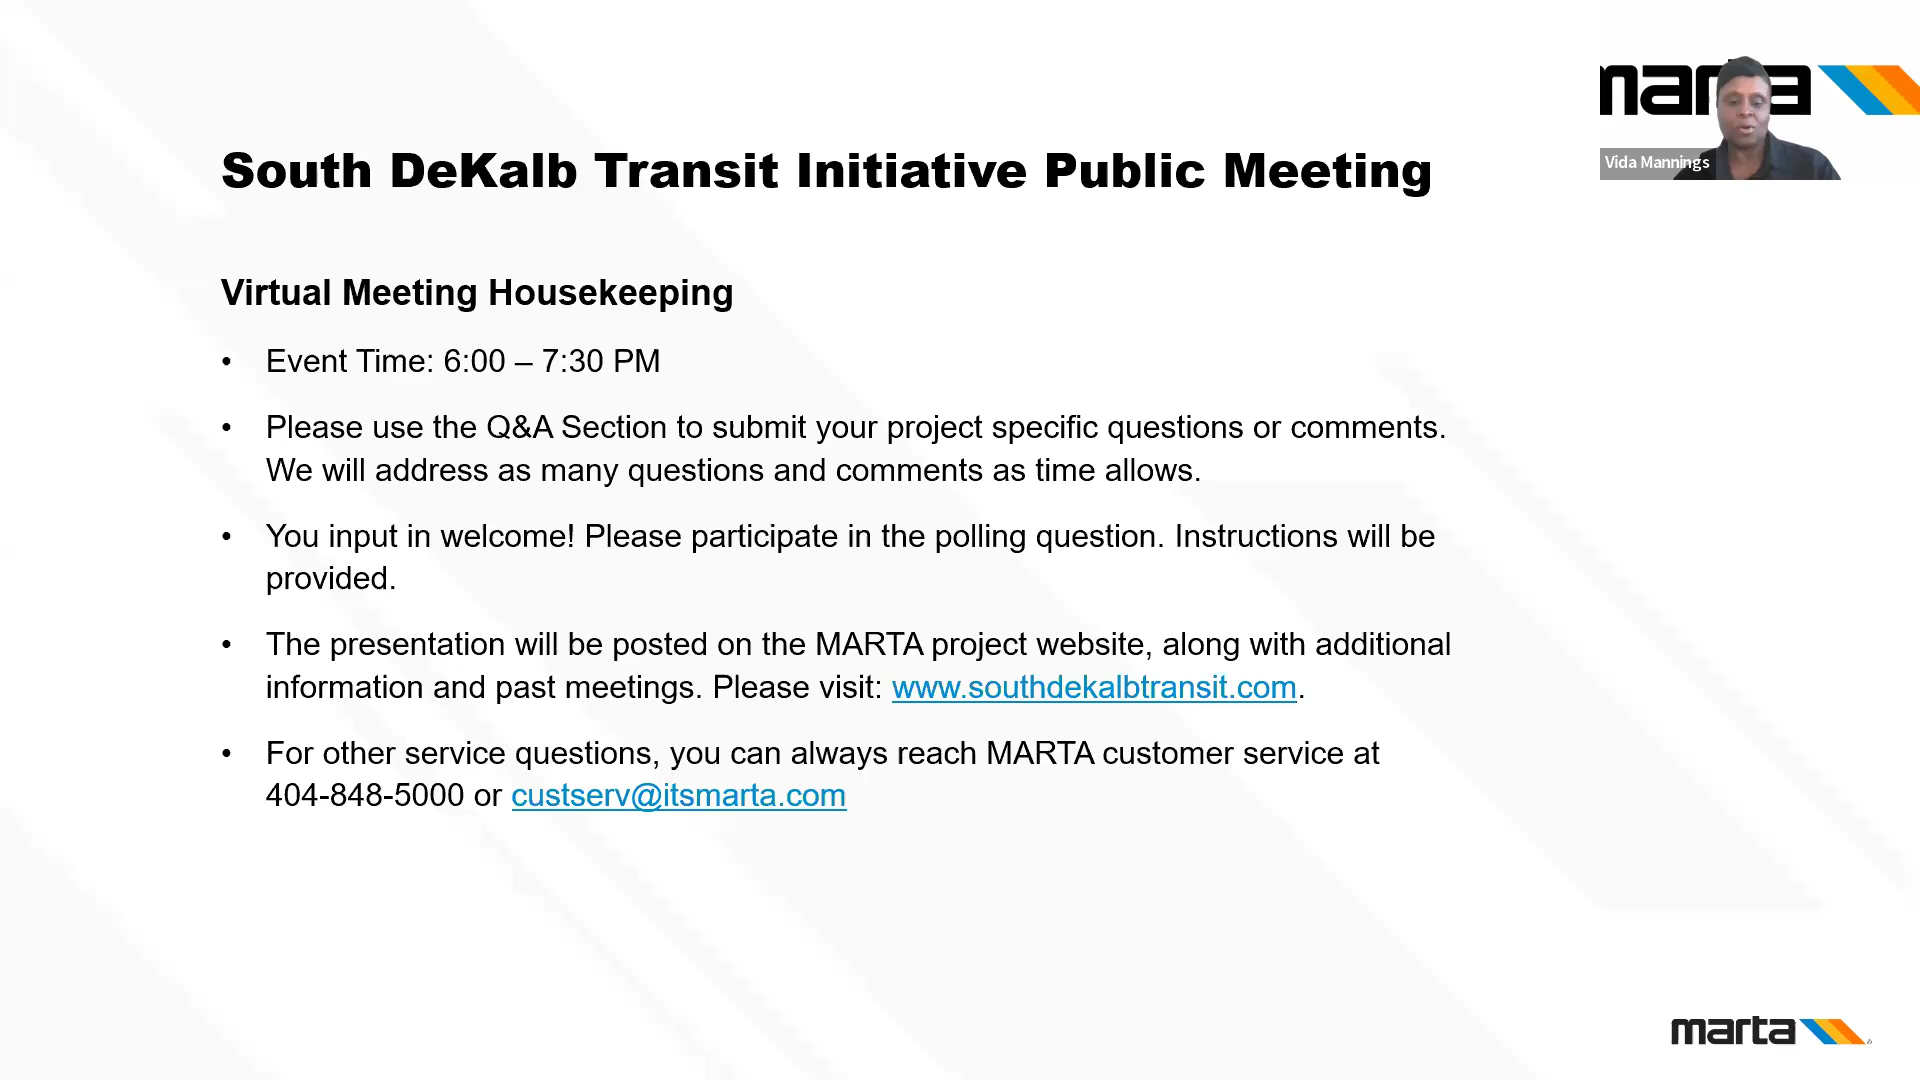 marta
Vida Mannings
South DeKalb Transit Initiative Public Meeting
Virtual Meeting Housekeeping
• Event Time: 6:00 – 7:30 PM
• Please use the Q&A Section to submit your project specific questions or comments.
We will address as many questions and comments as time allows.
• You input in welcome! Please participate in the polling question. Instructions will be
provided.
• The presentation will be posted on the MARTA project website, along with additional
information and past meetings. Please visit: www.southdekalbtransit.com.
• For other service questions, you can always reach MARTA customer service at
404-848-5000 or custserv@itsmarta.com
marta